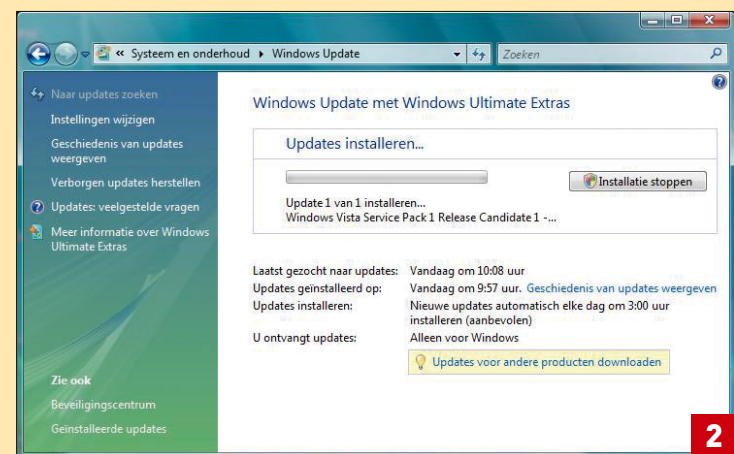 « Systeem en onderhoud ▸ Windows Update
Zoeken
Naar updates zoeken
Instellingen wijzigen
Geschiedenis van updates
weergeven
Verborgen updates herstellen
Updates: veelgestelde vragen
Meer informatie over Windows
Ultimate Extras
Zie ook
Beveiligingscentrum
Geïnstalleerde updates
Windows Update met Windows Ultimate Extras
Updates installeren...
Installatie stoppen
Update 1 van 1 installeren...
Windows Vista Service Pack 1 Release Candidate 1 -...
Laatst gezocht naar updates: Vandaag om 10:08 uur
Updates geïnstalleerd op: Vandaag om 9:57 uur. Geschiedenis van updates weergeven
Updates installeren: Nieuwe updates automatisch elke dag om 3:00 uur
installeren (aanbevolen)
U ontvangt updates: Alleen voor Windows
Updates voor andere producten downloaden
2